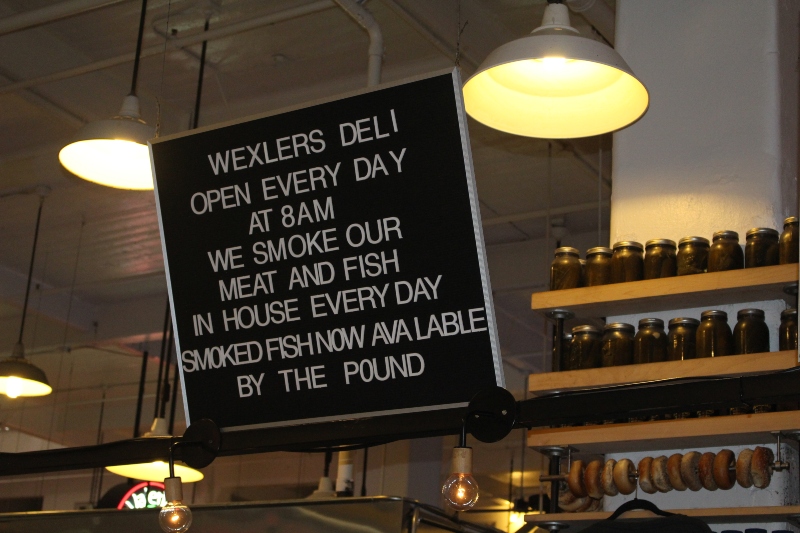 WEXLERS DELI
OPEN EVERY DAY
AT 8AM
WE SMOKE OUR
MEAT AND FISH
IN HOUSE EVERY DAY
SMOKED FISH NOW AVA LABLE
BY THE POUND